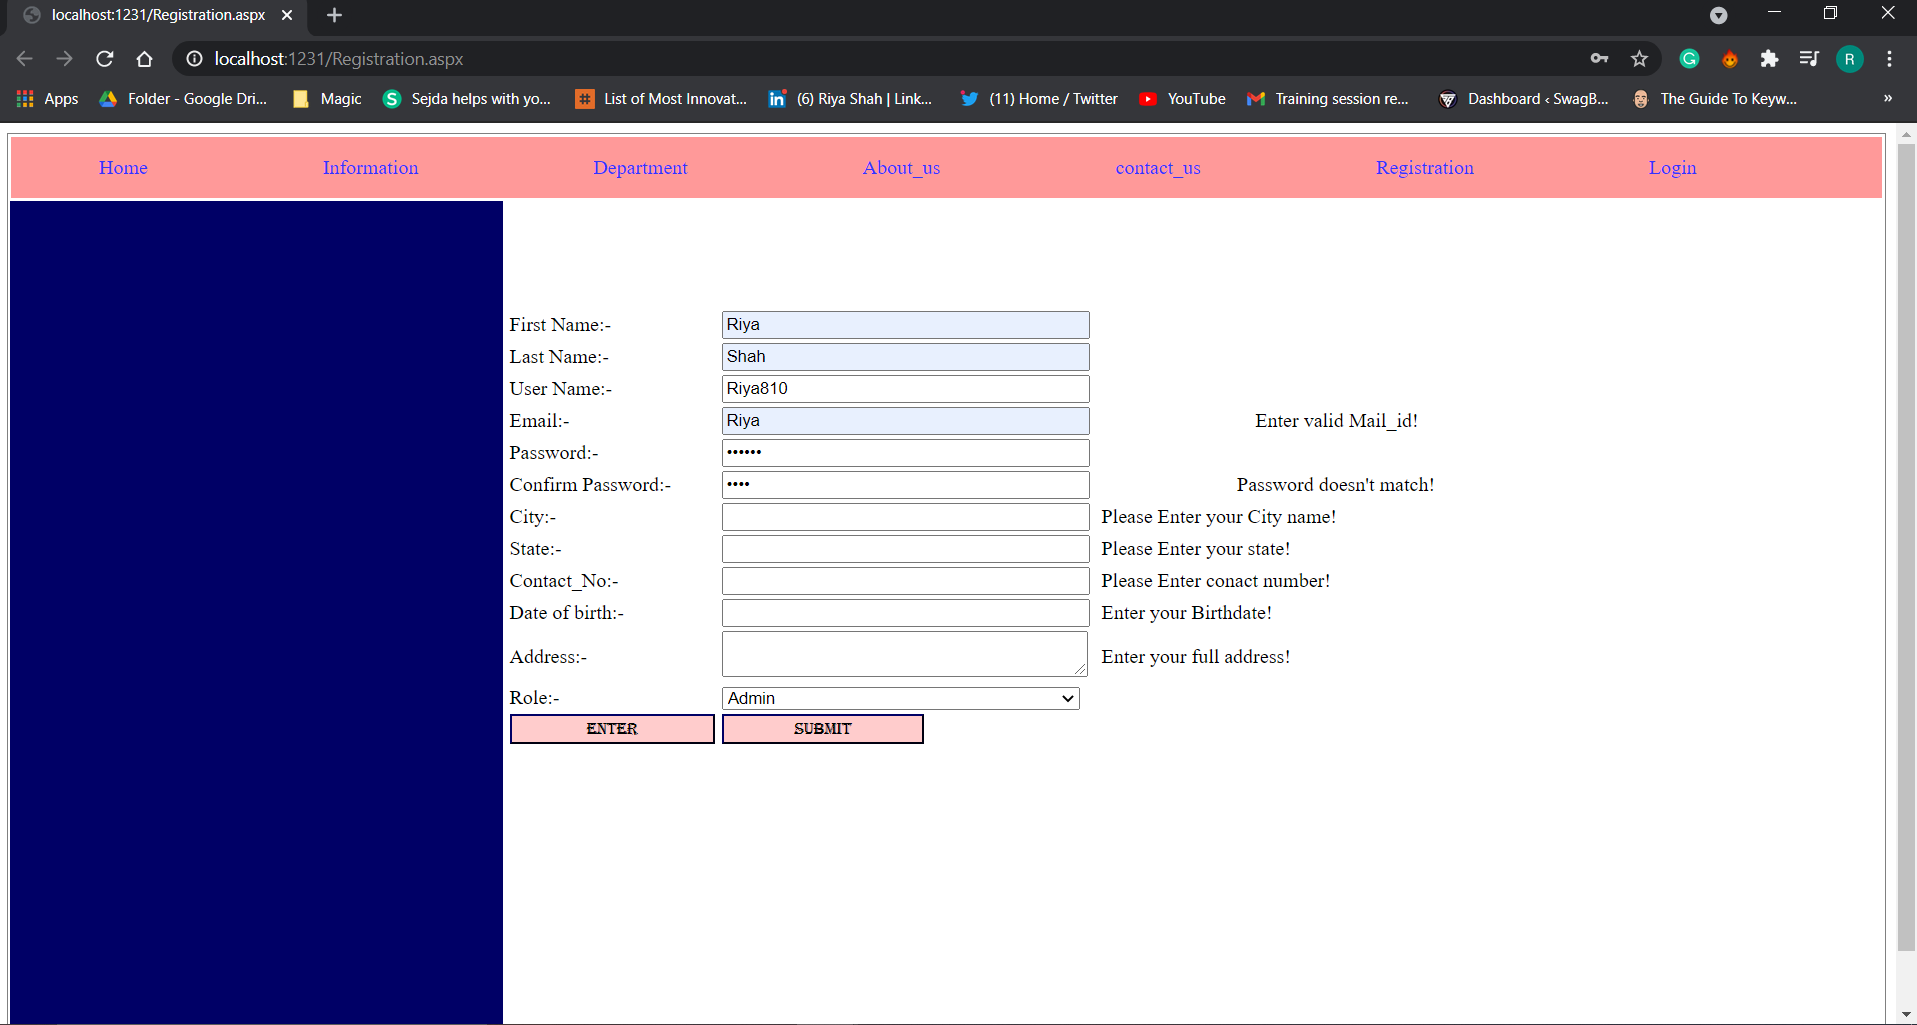 localhost:1231/Registration.aspx
localhost:1231/Registration.aspx
R
Apps Folder - Google Dri... Magic S Sejda helps with yo... # List of Most Innovat... in (6) Riya Shah | Link... (11) Home / Twitter YouTube Training session re... Dashboard ‹ SwagB... The Guide To Keyw... »
Home Information Department About_us contact_us Registration Login
First Name:- Riya
Last Name:- Shah
User Name:- Riya810
Email:- Riya Enter valid Mail_id!
Password:- ••••••
Confirm Password:- •••• Password doesn't match!
City:- Please Enter your City name!
State:- Please Enter your state!
Contact_No:- Please Enter conact number!
Date of birth:- Enter your Birthdate!
Address:- Enter your full address!
Role:- Admin
ENTER SUBMIT